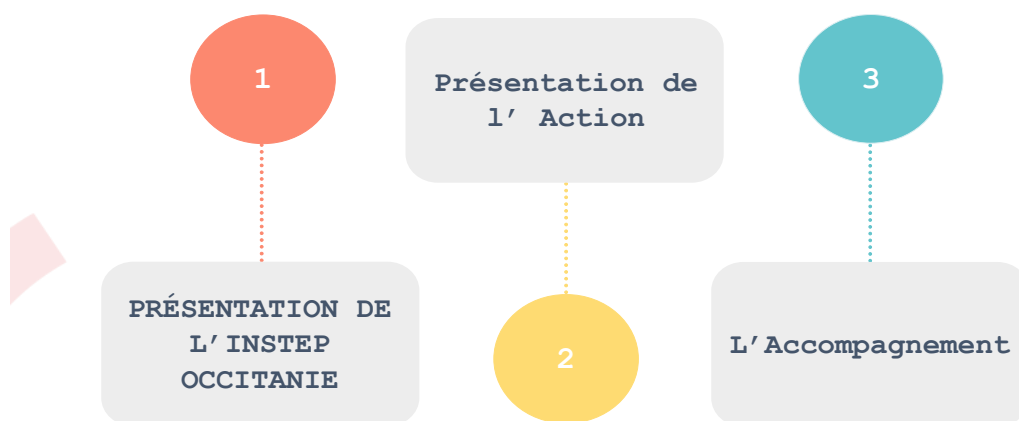 1
PRÉSENTATION DE
L’INSTEP
OCCITANIE
Présentation de
l’ Action
2
3
L’Accompagnement